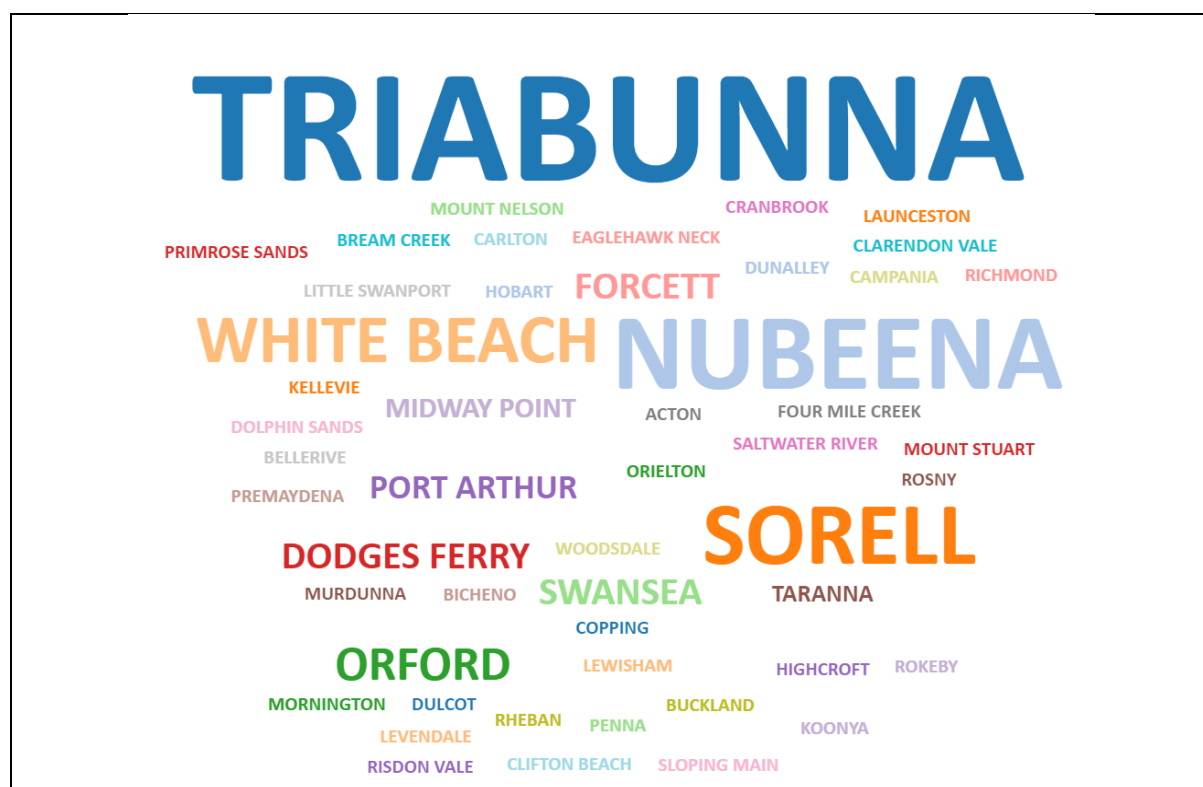 TRIABUNNA
MOUNT NELSON
CRANBROOK
LAUNCESTON
PRIMROSE SANDS
BREAM CREEK
CARLTON
EAGLEHAWK NECK
CLARENDON VALE
DUNALLEY
CAMPANIA
RICHMOND
LITTLE SWANPORT
HOBART
FORCETT
WHITE BEACH
NUBEENA
KELLEVIE
MIDWAY POINT
ACTON
FOUR MILE CREEK
DOLPHIN SANDS
SALTWATER RIVER
MOUNT STUART
BELLERIVE
ORIELTON
ROSNY
PREMAYDENA
PORT ARTHUR
SORELL
DODGES FERRY
WOODSDALE
MURDUNNA
BICHENO
SWANSEA
TARANNA
COPPING
ORFORD
LEWISHAM
HIGHCROFT
ROKEBY
MORNINGTON
DULCOT
RHEBAN
PENNA
BUCKLAND
KOONYA
LEVENDALE
RISDON VALE
CLIFTON BEACH
SLOPING MAIN